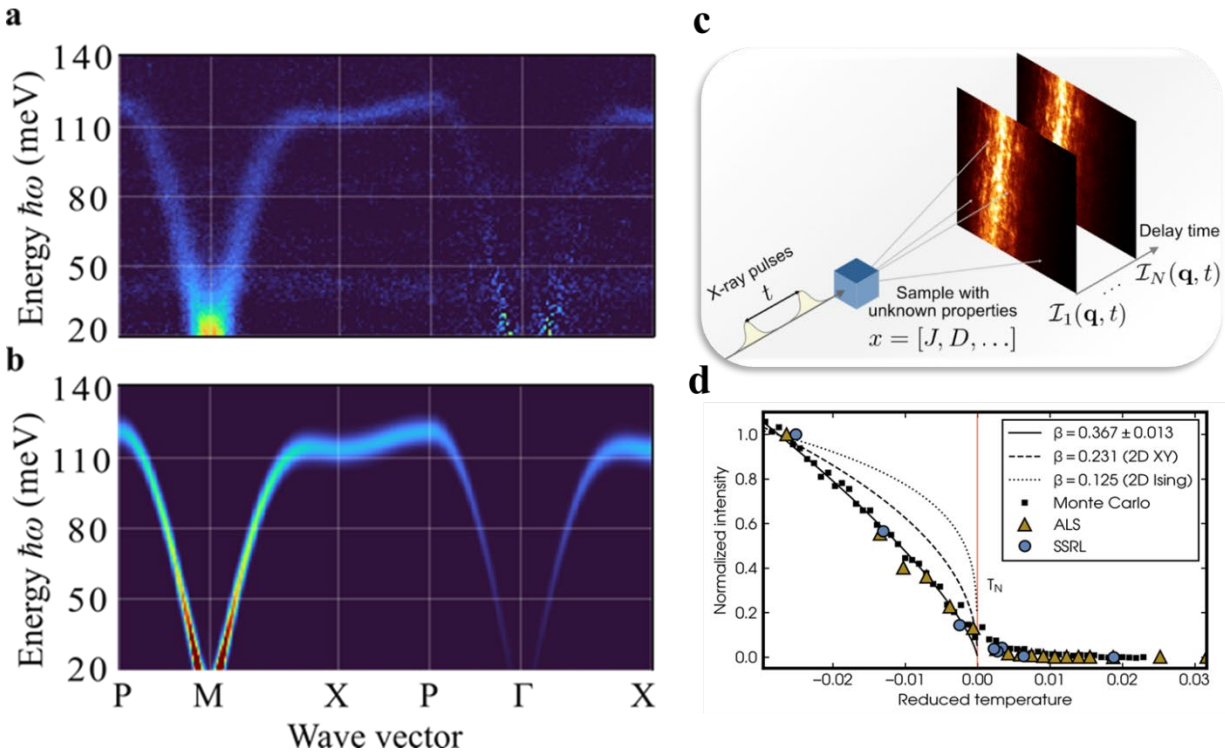 a
140
110
80
50
20
Energy ℏω (meV)
b
140
110
80
50
20
Energy ℏω (meV)
P M X P Γ X
Wave vector
c
X-ray pulses
t
Sample with
unknown properties
x = [J, D, . . .]
Delay time
I_N(q, t)
. . .
I_1(q, t)
d
β = 0.367 ± 0.013
β = 0.231 (2D XY)
β = 0.125 (2D Ising)
Monte Carlo
ALS
SSRL
T_N
Normalized intensity
1.0
0.8
0.6
0.4
0.2
0.0
−0.02 −0.01 0.00 0.01 0.02 0.03
Reduced temperature